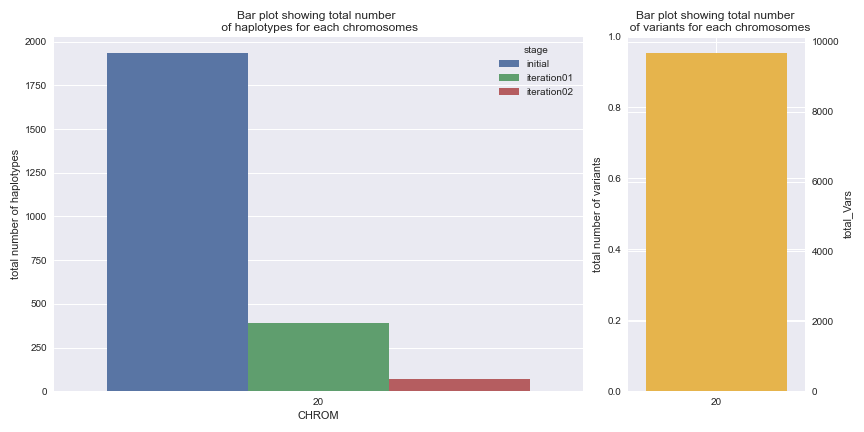 Bar plot showing total number
of haplotypes for each chromosomes
total number of haplotypes
2000
1750
1500
1250
1000
750
500
250
0
stage
initial
iteration01
iteration02
20
CHROM
Bar plot showing total number
of variants for each chromosomes
total number of variants
1.0
0.8
0.6
0.4
0.2
0.0
20
10000
8000
6000
4000
2000
0
total_Vars